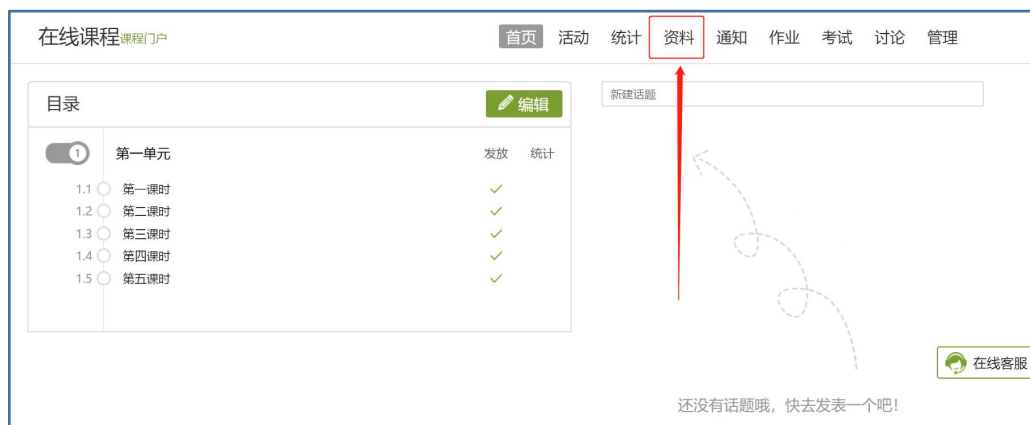 在线课程课程门户 首页 活动 统计 资料 通知 作业 考试 讨论 管理
目录 编辑
新建话题
1 第一单元 发放 统计
1.1 第一课时
1.2 第二课时
1.3 第三课时
1.4 第四课时
1.5 第五课时
在线客服
还没有话题哦，快去发表一个吧！